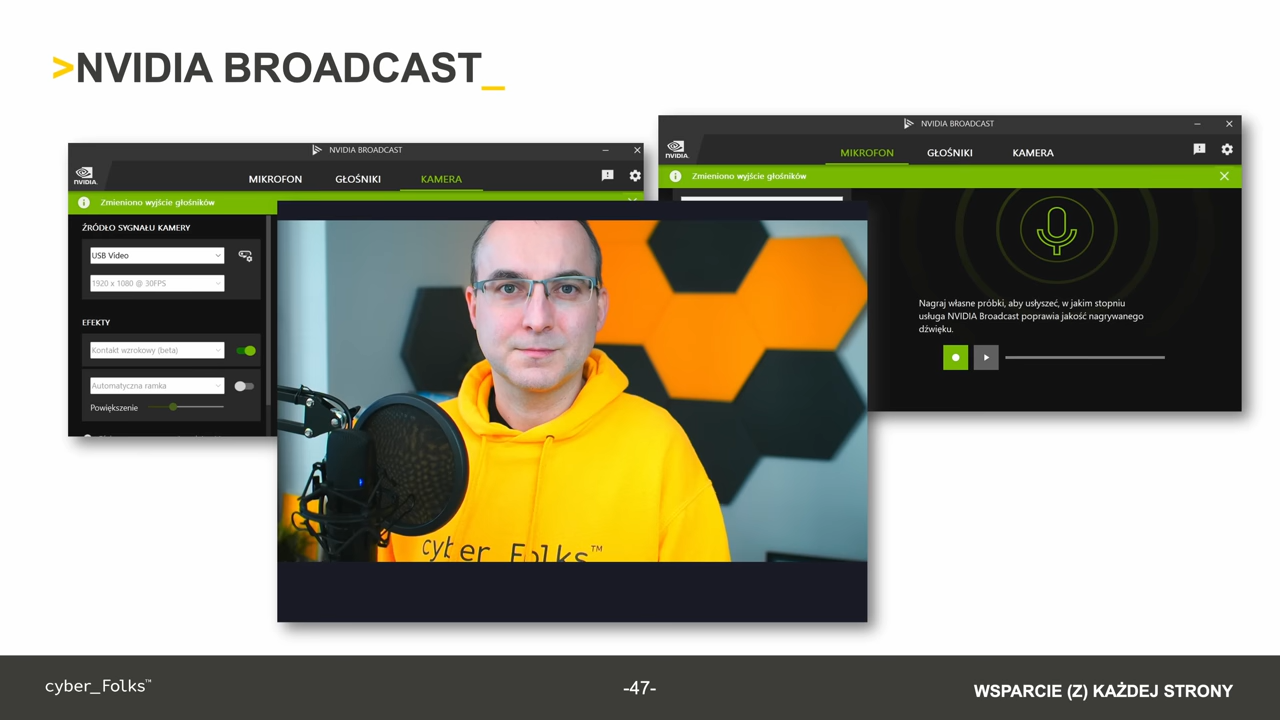 >NVIDIA BROADCAST_
NVIDIA BROADCAST
NVIDIA.
MIKROFON
GŁOŚNIKI
KAMERA
Zmieniono wyjście głośników
ŹRÓDŁO SYGNAŁU KAMERY
USB Video
1920 x 1080 @ 30FPS
EFEKTY
Kontakt wzrokowy (beta)
Automatyczna ramka
Powiększenie
NVIDIA BROADCAST
NVIDIA.
MIKROFON
GŁOŚNIKI
KAMERA
Zmieniono wyjście głośników
Nagraj własne próbki, aby usłyszeć, w jakim stopniu
usługa NVIDIA Broadcast poprawia jakość nagrywanego
dźwięku.
cyber_Folks™
cyber_Folks™
-47-
WSPARCIE (Z) KAŻDEJ STRONY